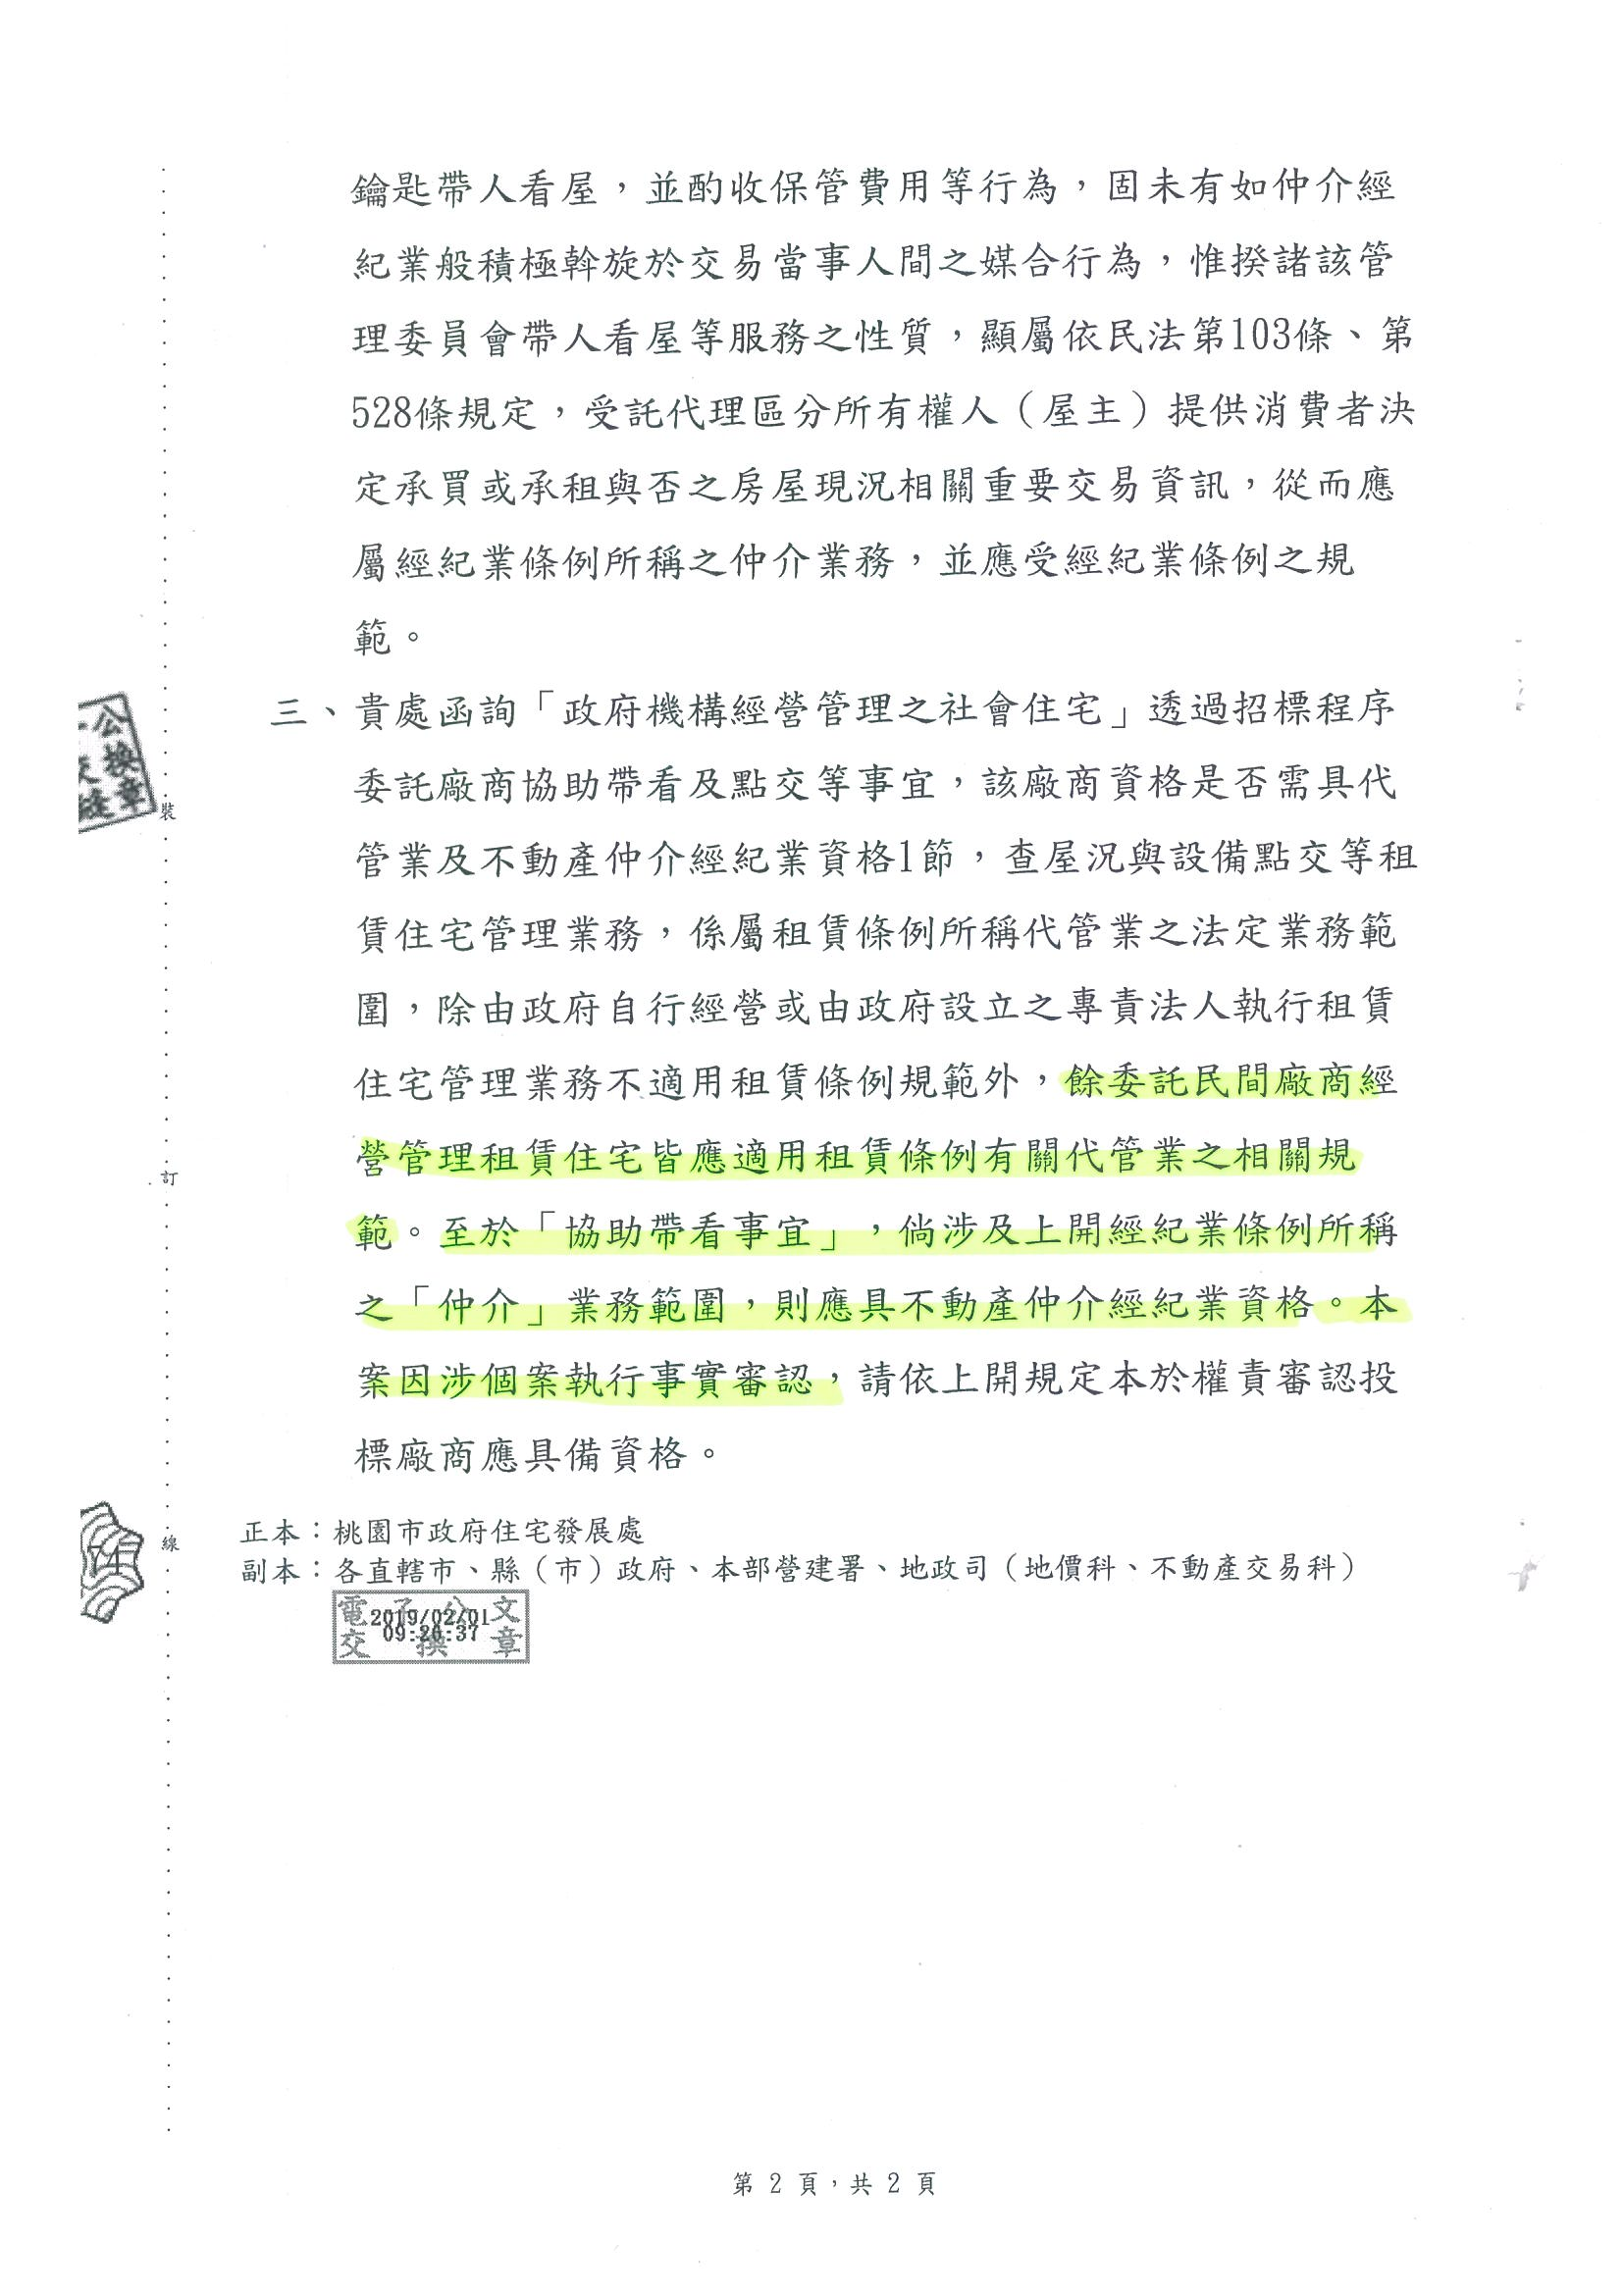 鑰匙帶人看屋，並酌收保管費用等行為，固未有如仲介經
紀業般積極斡旋於交易當事人間之媒合行為，惟揆諸該管
理委員會帶人看屋等服務之性質，顯屬依民法第103條、第
528條規定，受託代理區分所有權人（屋主）提供消費者決
定承買或承租與否之房屋現況相關重要交易資訊，從而應
屬經紀業條例所稱之仲介業務，並應受經紀業條例之規
範。
三、貴處函詢「政府機構經營管理之社會住宅」透過招標程序
委託廠商協助帶看及點交等事宜，該廠商資格是否需具代
管業及不動產仲介經紀業資格1節，查屋況與設備點交等租
賃住宅管理業務，係屬租賃條例所稱代管業之法定業務範
圍，除由政府自行經營或由政府設立之專責法人執行租賃
住宅管理業務不適用租賃條例規範外，餘委託民間廠商經
營管理租賃住宅皆應適用租賃條例有關代管業之相關規
範。至於「協助帶看事宜」，倘涉及上開經紀業條例所稱
之「仲介」業務範圍，則應具不動產仲介經紀業資格。本
案因涉個案執行事實審認，請依上開規定本於權責審認投
標廠商應具備資格。
正本：桃園市政府住宅發展處
副本：各直轄市、縣（市）政府、本部營建署、地政司（地價科、不動產交易科）
電子公文
2019/02/01
09:26:37
交換章
公
換
章
裝
訂
線
第 2 頁，共 2 頁